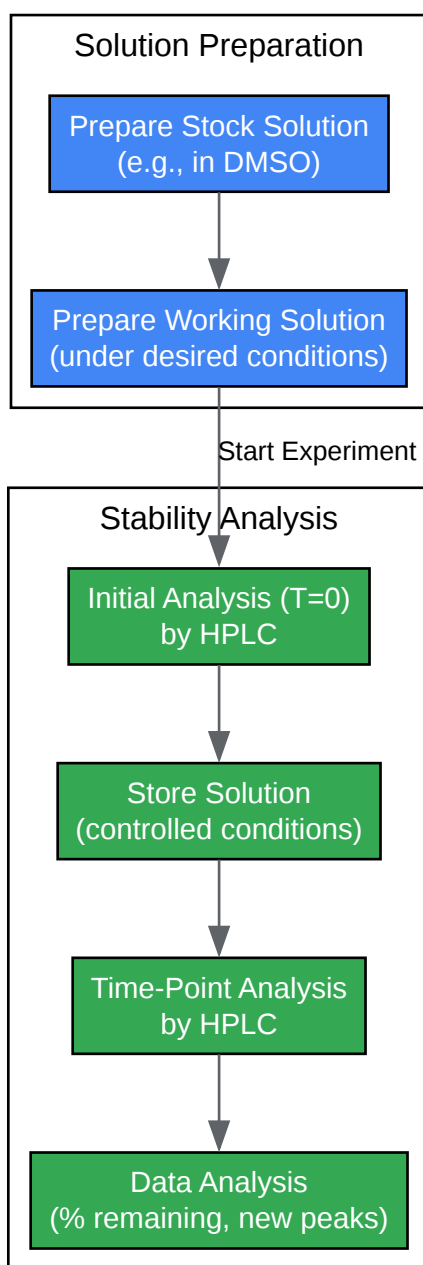 Solution Preparation
Prepare Stock Solution
(e.g., in DMSO)
Prepare Working Solution
(under desired conditions)
Start Experiment
Stability Analysis
Initial Analysis (T=0)
by HPLC
Store Solution
(controlled conditions)
Time-Point Analysis
by HPLC
Data Analysis
(% remaining, new peaks)